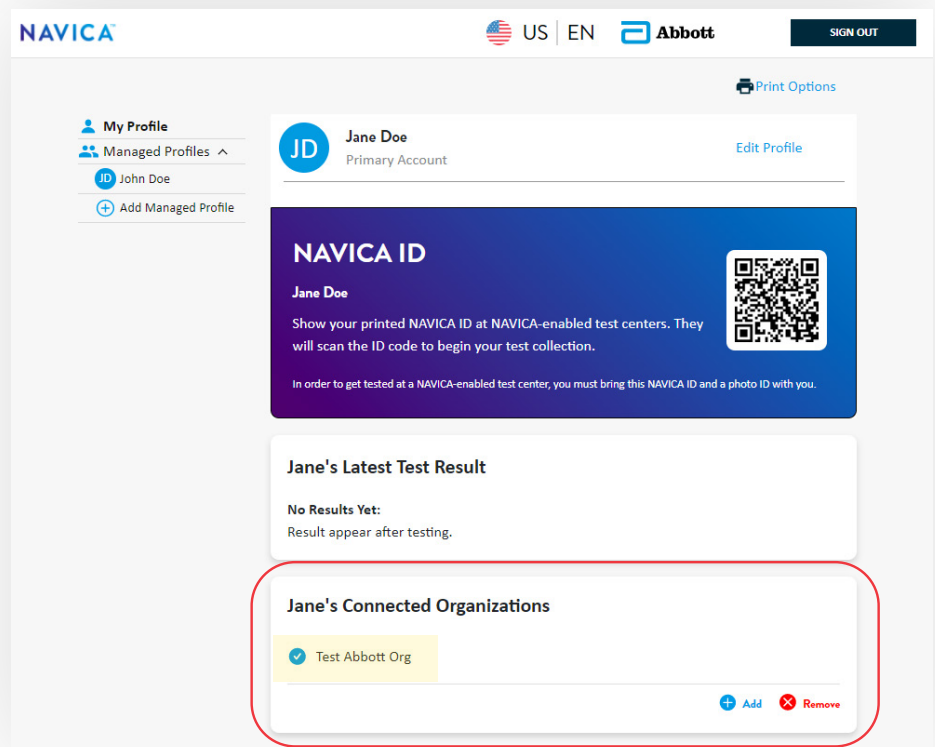 NAVICA
US | EN
Abbott
SIGN OUT
Print Options
My Profile
Managed Profiles
JD John Doe
Add Managed Profile
JD
Jane Doe
Primary Account
Edit Profile
NAVICA ID
Jane Doe
Show your printed NAVICA ID at NAVICA-enabled test centers. They
will scan the ID code to begin your test collection.
In order to get tested at a NAVICA-enabled test center, you must bring this NAVICA ID and a photo ID with you.
Jane's Latest Test Result
No Results Yet:
Result appear after testing.
Jane's Connected Organizations
Test Abbott Org
Add
Remove